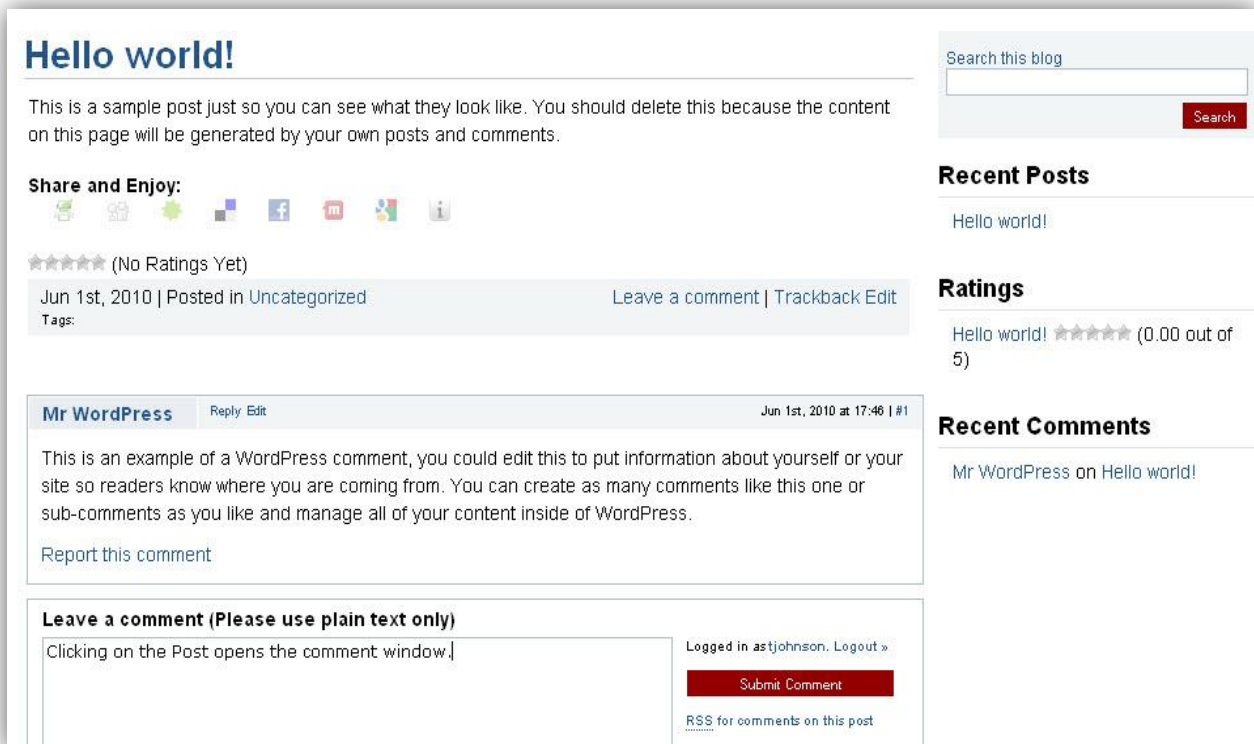 Hello world!
This is a sample post just so you can see what they look like. You should delete this because the content
on this page will be generated by your own posts and comments.
Share and Enjoy:
(No Ratings Yet)
Jun 1st, 2010 | Posted in Uncategorized
Leave a comment | Trackback Edit
Tags:
Mr WordPress Reply Edit Jun 1st, 2010 at 17:46 | #1
This is an example of a WordPress comment, you could edit this to put information about yourself or your
site so readers know where you are coming from. You can create as many comments like this one or
sub-comments as you like and manage all of your content inside of WordPress.
Report this comment
Leave a comment (Please use plain text only)
Clicking on the Post opens the comment window.
Logged in as tjohnson. Logout »
Submit Comment
RSS for comments on this post
Search this blog
Search
Recent Posts
Hello world!
Ratings
Hello world! (0.00 out of
5)
Recent Comments
Mr WordPress on Hello world!